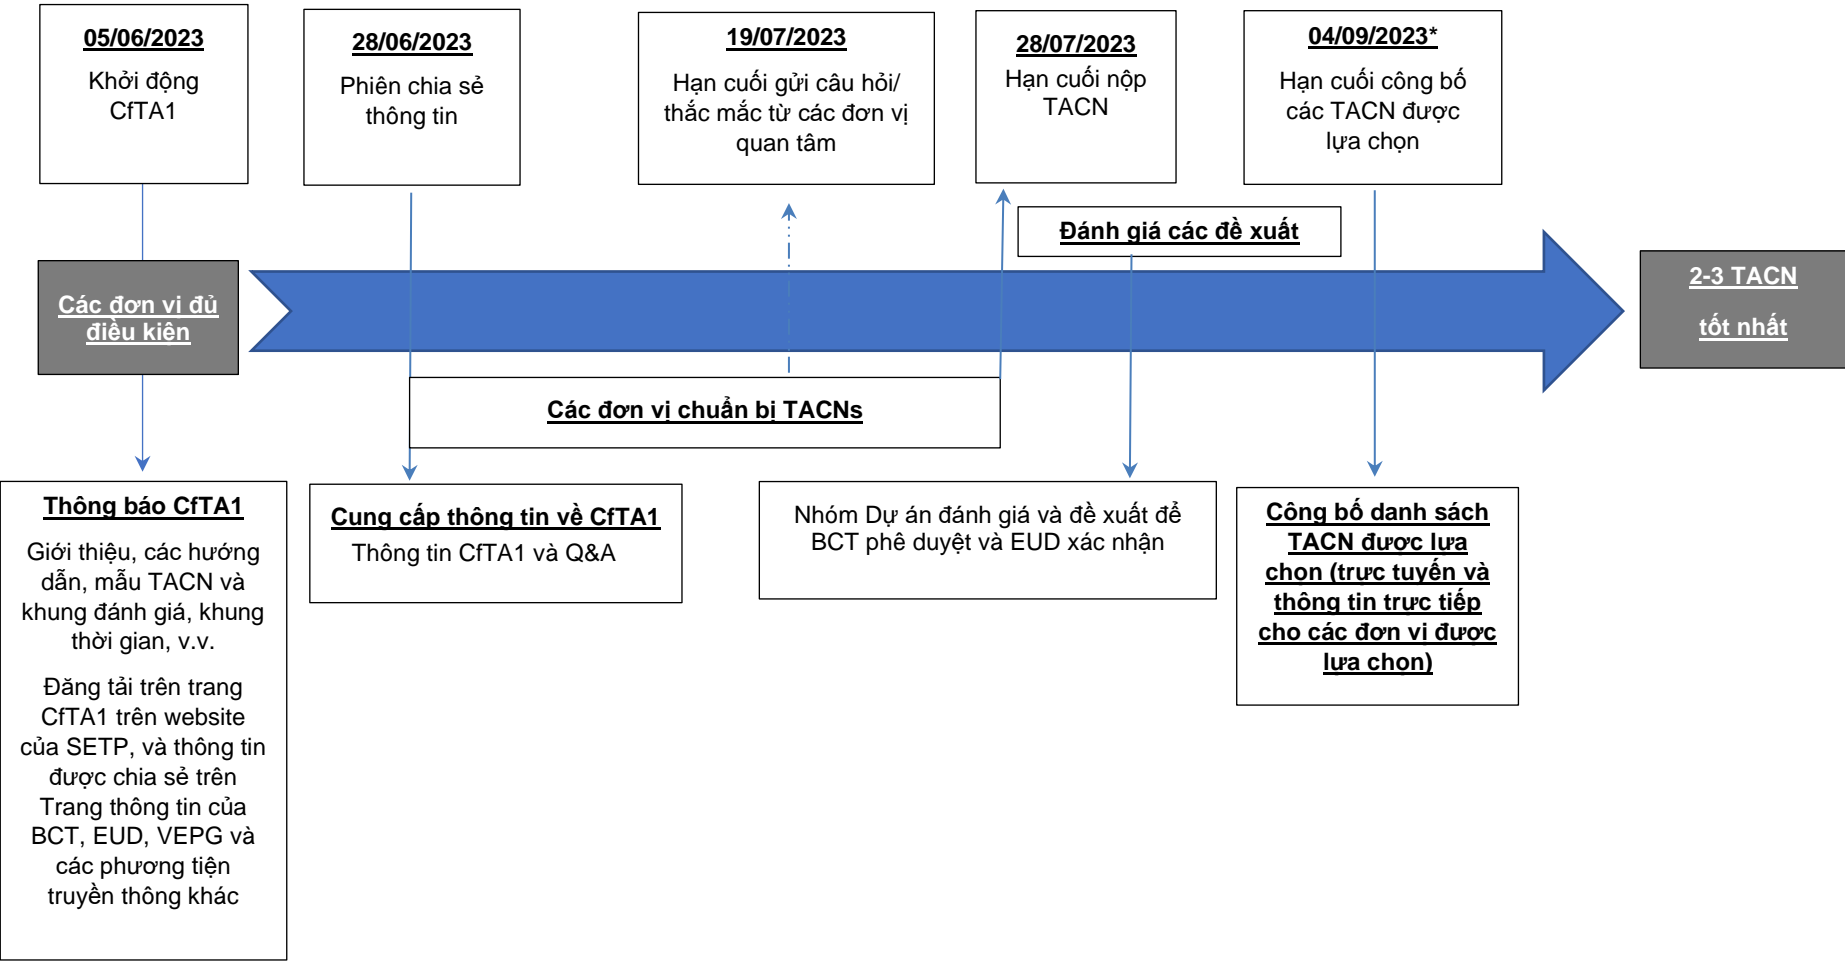 05/06/2023
Khởi động
CfTA1
28/06/2023
Phiên chia sẻ
thông tin
19/07/2023
Hạn cuối gửi câu hỏi/
thắc mắc từ các đơn vị
quan tâm
28/07/2023
Hạn cuối nộp
TACN
04/09/2023*
Hạn cuối công bố
các TACN được
lựa chọn
Đánh giá các đề xuất
Các đơn vị đủ
điều kiện
2-3 TACN
tốt nhất
Các đơn vị chuẩn bị TACNs
Thông báo CfTA1
Giới thiệu, các hướng
dẫn, mẫu TACN và
khung đánh giá, khung
thời gian, v.v.
Đăng tải trên trang
CfTA1 trên website
của SETP, và thông tin
được chia sẻ trên
Trang thông tin của
BCT, EUD, VEPG và
các phương tiện
truyền thông khác
Cung cấp thông tin về CfTA1
Thông tin CfTA1 và Q&A
Nhóm Dự án đánh giá và đề xuất để
BCT phê duyệt và EUD xác nhận
Công bố danh sách
TACN được lựa
chọn (trực tuyến và
thông tin trực tiếp
cho các đơn vị được
lựa chọn)